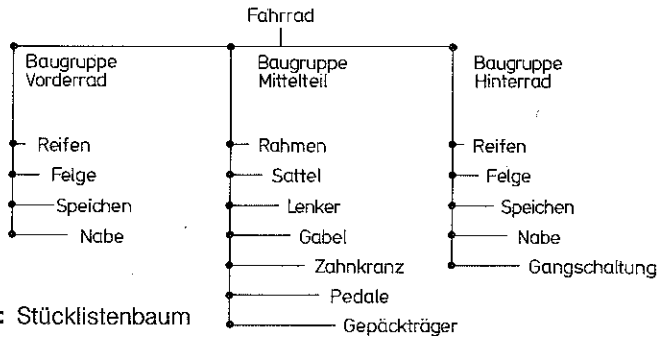 Fahrrad
Baugruppe
Vorderrad
Reifen
Felge
Speichen
Nabe
Baugruppe
Mittelteil
Rahmen
Sattel
Lenker
Gabel
Zahnkranz
Pedale
Gepäckträger
Baugruppe
Hinterrad
Reifen
Felge
Speichen
Nabe
Gangschaltung
: Stücklistenbaum